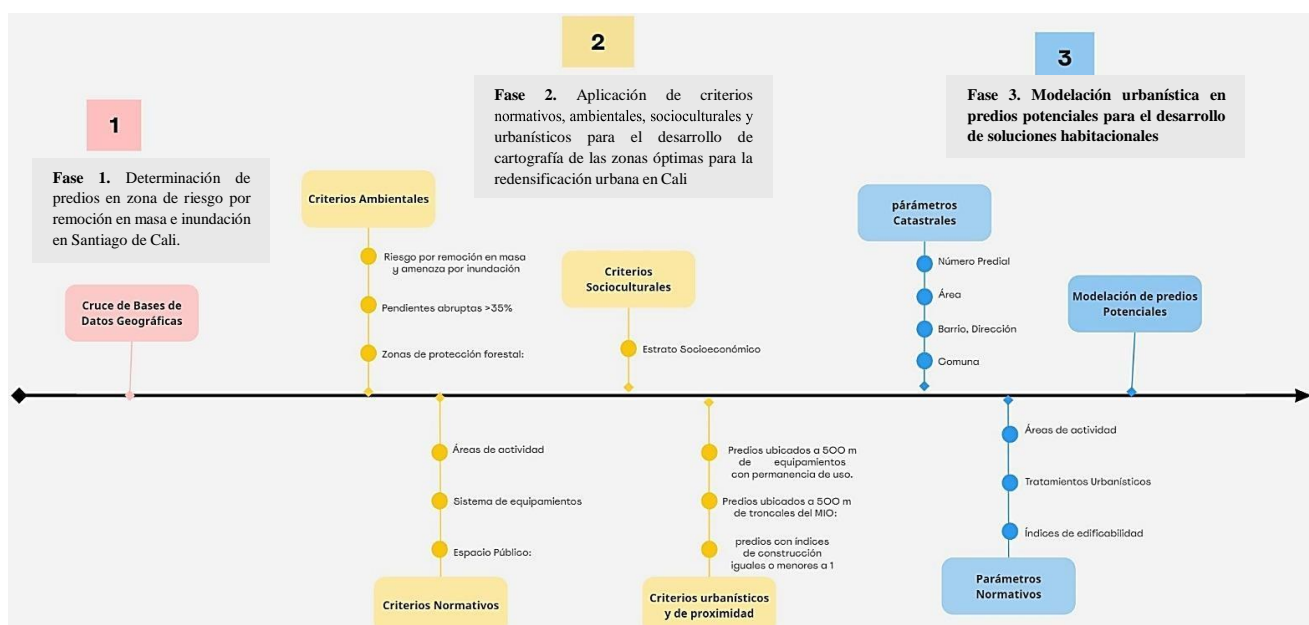 1
Fase 1. Determinación de
predios en zona de riesgo por
remoción en masa e inundación
en Santiago de Cali.
Cruce de Bases de
Datos Geográficas
2
Fase 2. Aplicación de criterios
normativos, ambientales, socioculturales y
urbanísticos para el desarrollo de
cartografía de las zonas óptimas para la
redensificación urbana en Cali
Criterios Ambientales
Riesgo por remoción en masa
y amenaza por inundación
Pendientes abruptas >35%
Zonas de protección forestal:
Áreas de actividad
Sistema de equipamientos
Espacio Público:
Criterios Normativos
Criterios
Socioculturales
Estrato Socioeconómico
Predios ubicados a 500 m
de equipamientos
con permanencia de uso.
Predios ubicados a 500 m
de troncales del MIO:
predios con índices
de construcción
iguales o menores a 1
Criterios urbanísticos
y de proximidad
3
Fase 3. Modelación urbanística en
predios potenciales para el desarrollo
de soluciones habitacionales
párámetros
Catastrales
Número Predial
Área
Barrio, Dirección
Comuna
Áreas de actividad
Tratamientos Urbanísticos
Índices de edificabilidad
Parámetros
Normativos
Modelación de predios
Potenciales